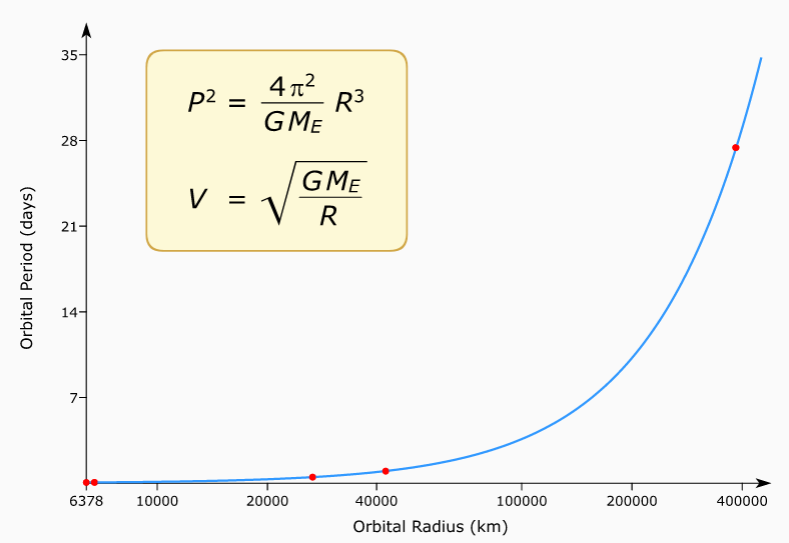 35
28
21
14
7
Orbital Period (days)
P² = 4π² / GM_E R³
V = √(GM_E / R)
6378 10000 20000 40000 100000 200000 400000
Orbital Radius (km)